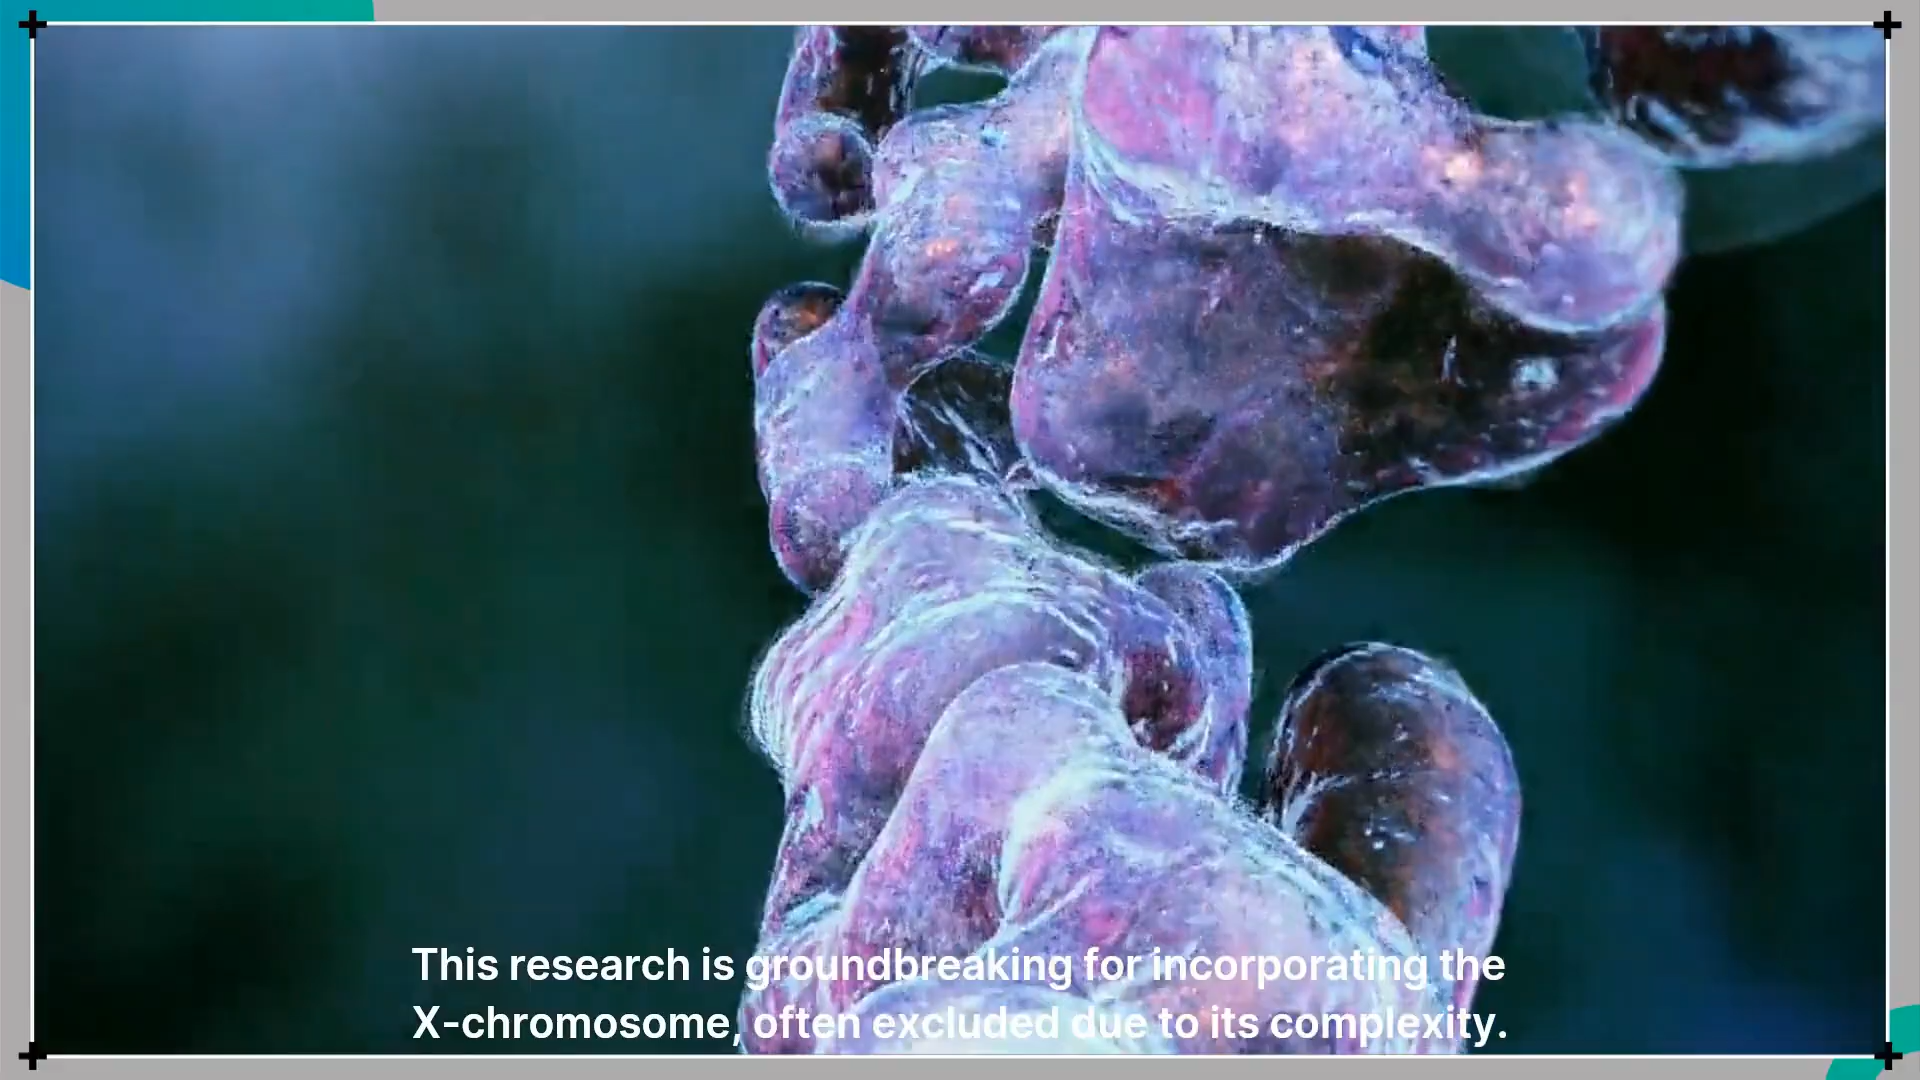 This research is groundbreaking for incorporating the
X-chromosome, often excluded due to its complexity.